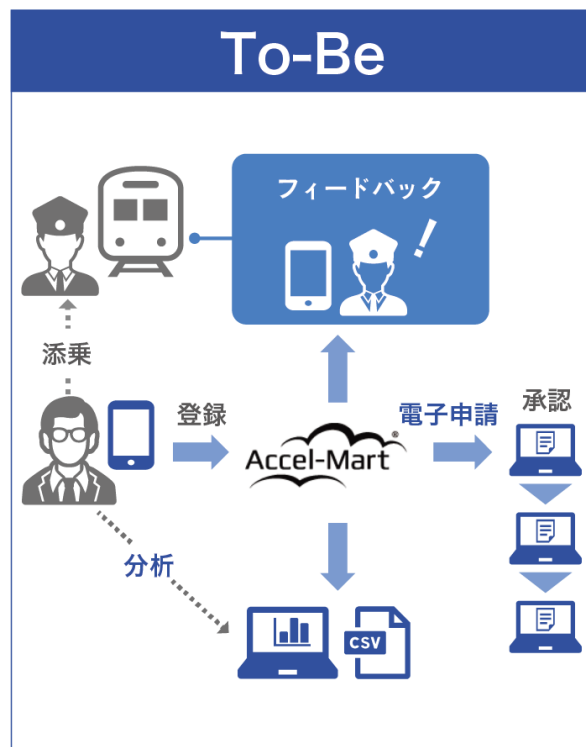 To-Be
フィードバック
添乗
登録
Accel-Mart®
電子申請
承認
分析
CSV